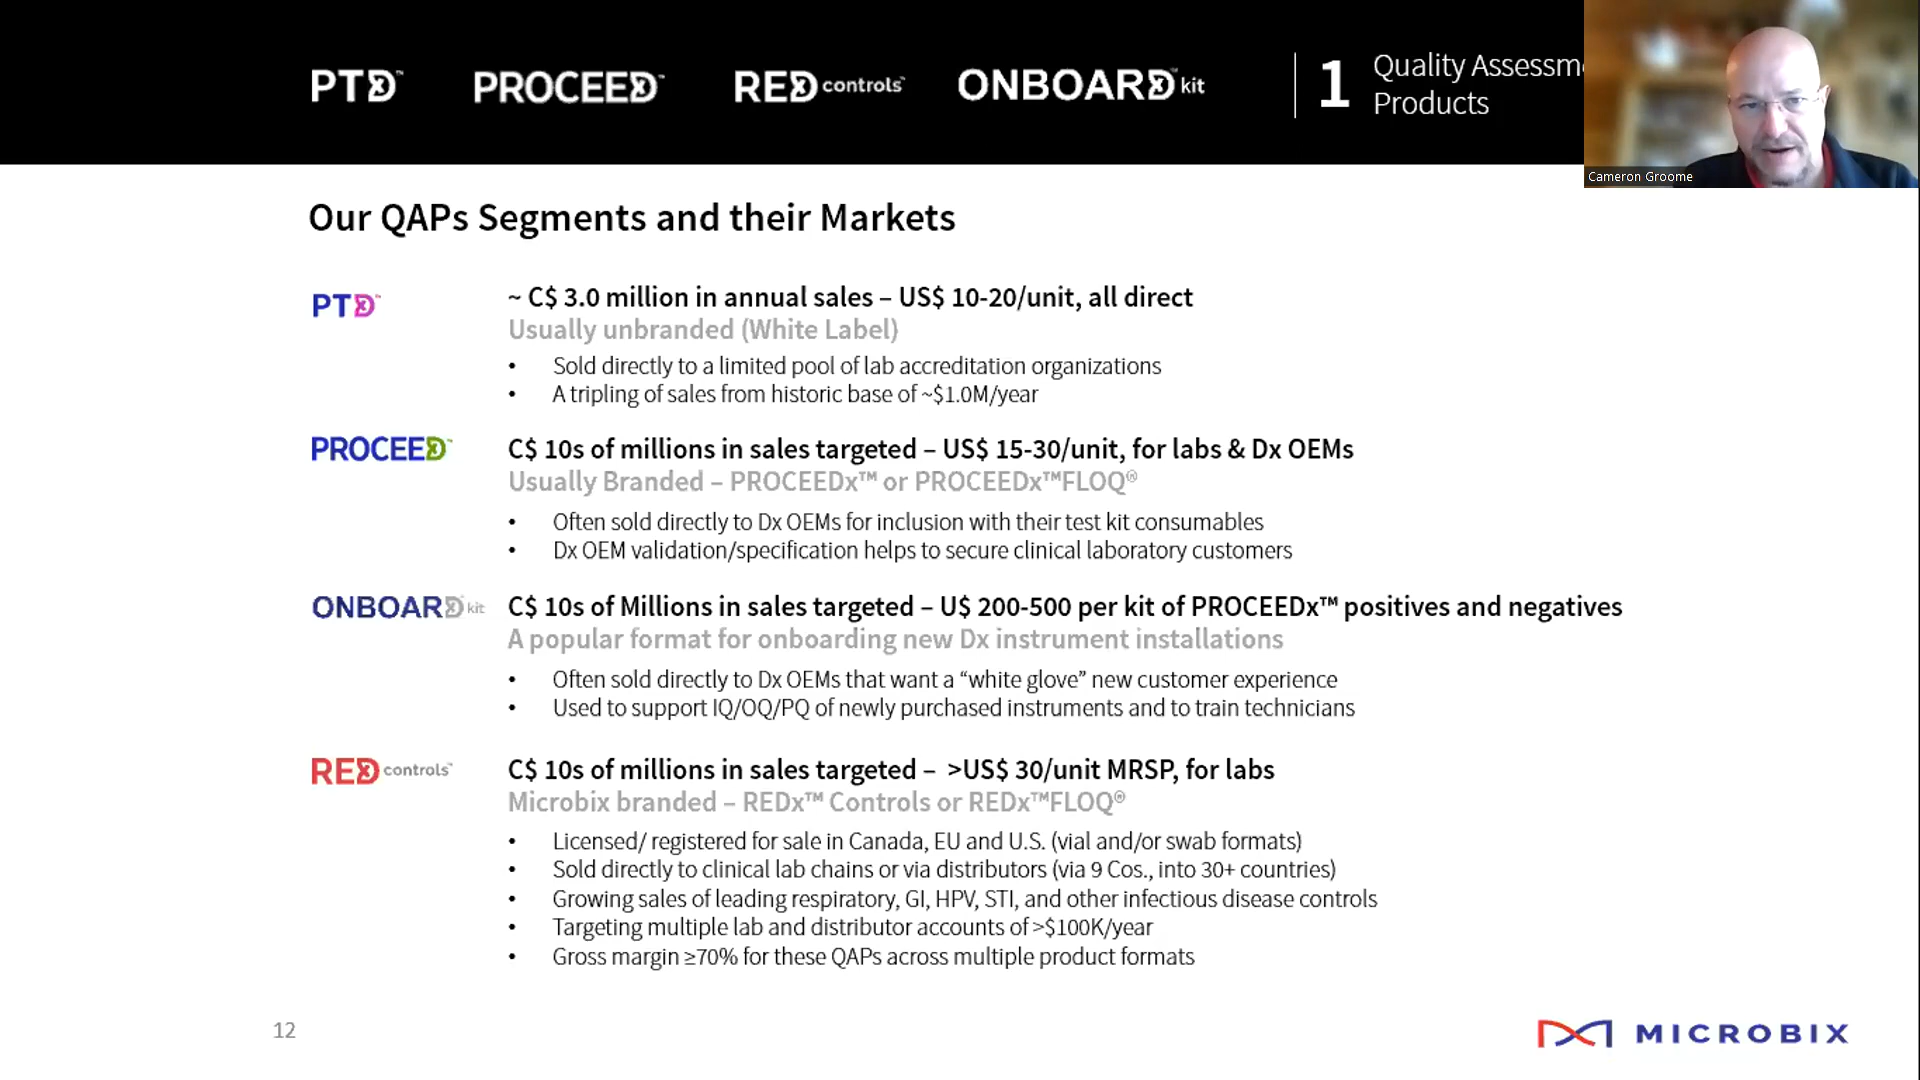 PTDx™ PROCEEDx™ REDx controls™ ONBOARDx™ kit 1 Quality Assessm
Products
Cameron Groome
Our QAPs Segments and their Markets
PTDx™ ~ C$ 3.0 million in annual sales – US$ 10-20/unit, all direct
Usually unbranded (White Label)
• Sold directly to a limited pool of lab accreditation organizations
• A tripling of sales from historic base of ~$1.0M/year
PROCEEDx™ C$ 10s of millions in sales targeted – US$ 15-30/unit, for labs & Dx OEMs
Usually Branded – PROCEEDx™ or PROCEEDx™FLOQ®
• Often sold directly to Dx OEMs for inclusion with their test kit consumables
• Dx OEM validation/specification helps to secure clinical laboratory customers
ONBOARDx kit C$ 10s of Millions in sales targeted – U$ 200-500 per kit of PROCEEDx™ positives and negatives
A popular format for onboarding new Dx instrument installations
• Often sold directly to Dx OEMs that want a “white glove” new customer experience
• Used to support IQ/OQ/PQ of newly purchased instruments and to train technicians
REDx controls™ C$ 10s of millions in sales targeted – >US$ 30/unit MRSP, for labs
Microbix branded – REDx™ Controls or REDx™FLOQ®
• Licensed/ registered for sale in Canada, EU and U.S. (vial and/or swab formats)
• Sold directly to clinical lab chains or via distributors (via 9 Cos., into 30+ countries)
• Growing sales of leading respiratory, GI, HPV, STI, and other infectious disease controls
• Targeting multiple lab and distributor accounts of >$100K/year
• Gross margin ≥70% for these QAPs across multiple product formats
12
MICROBIX